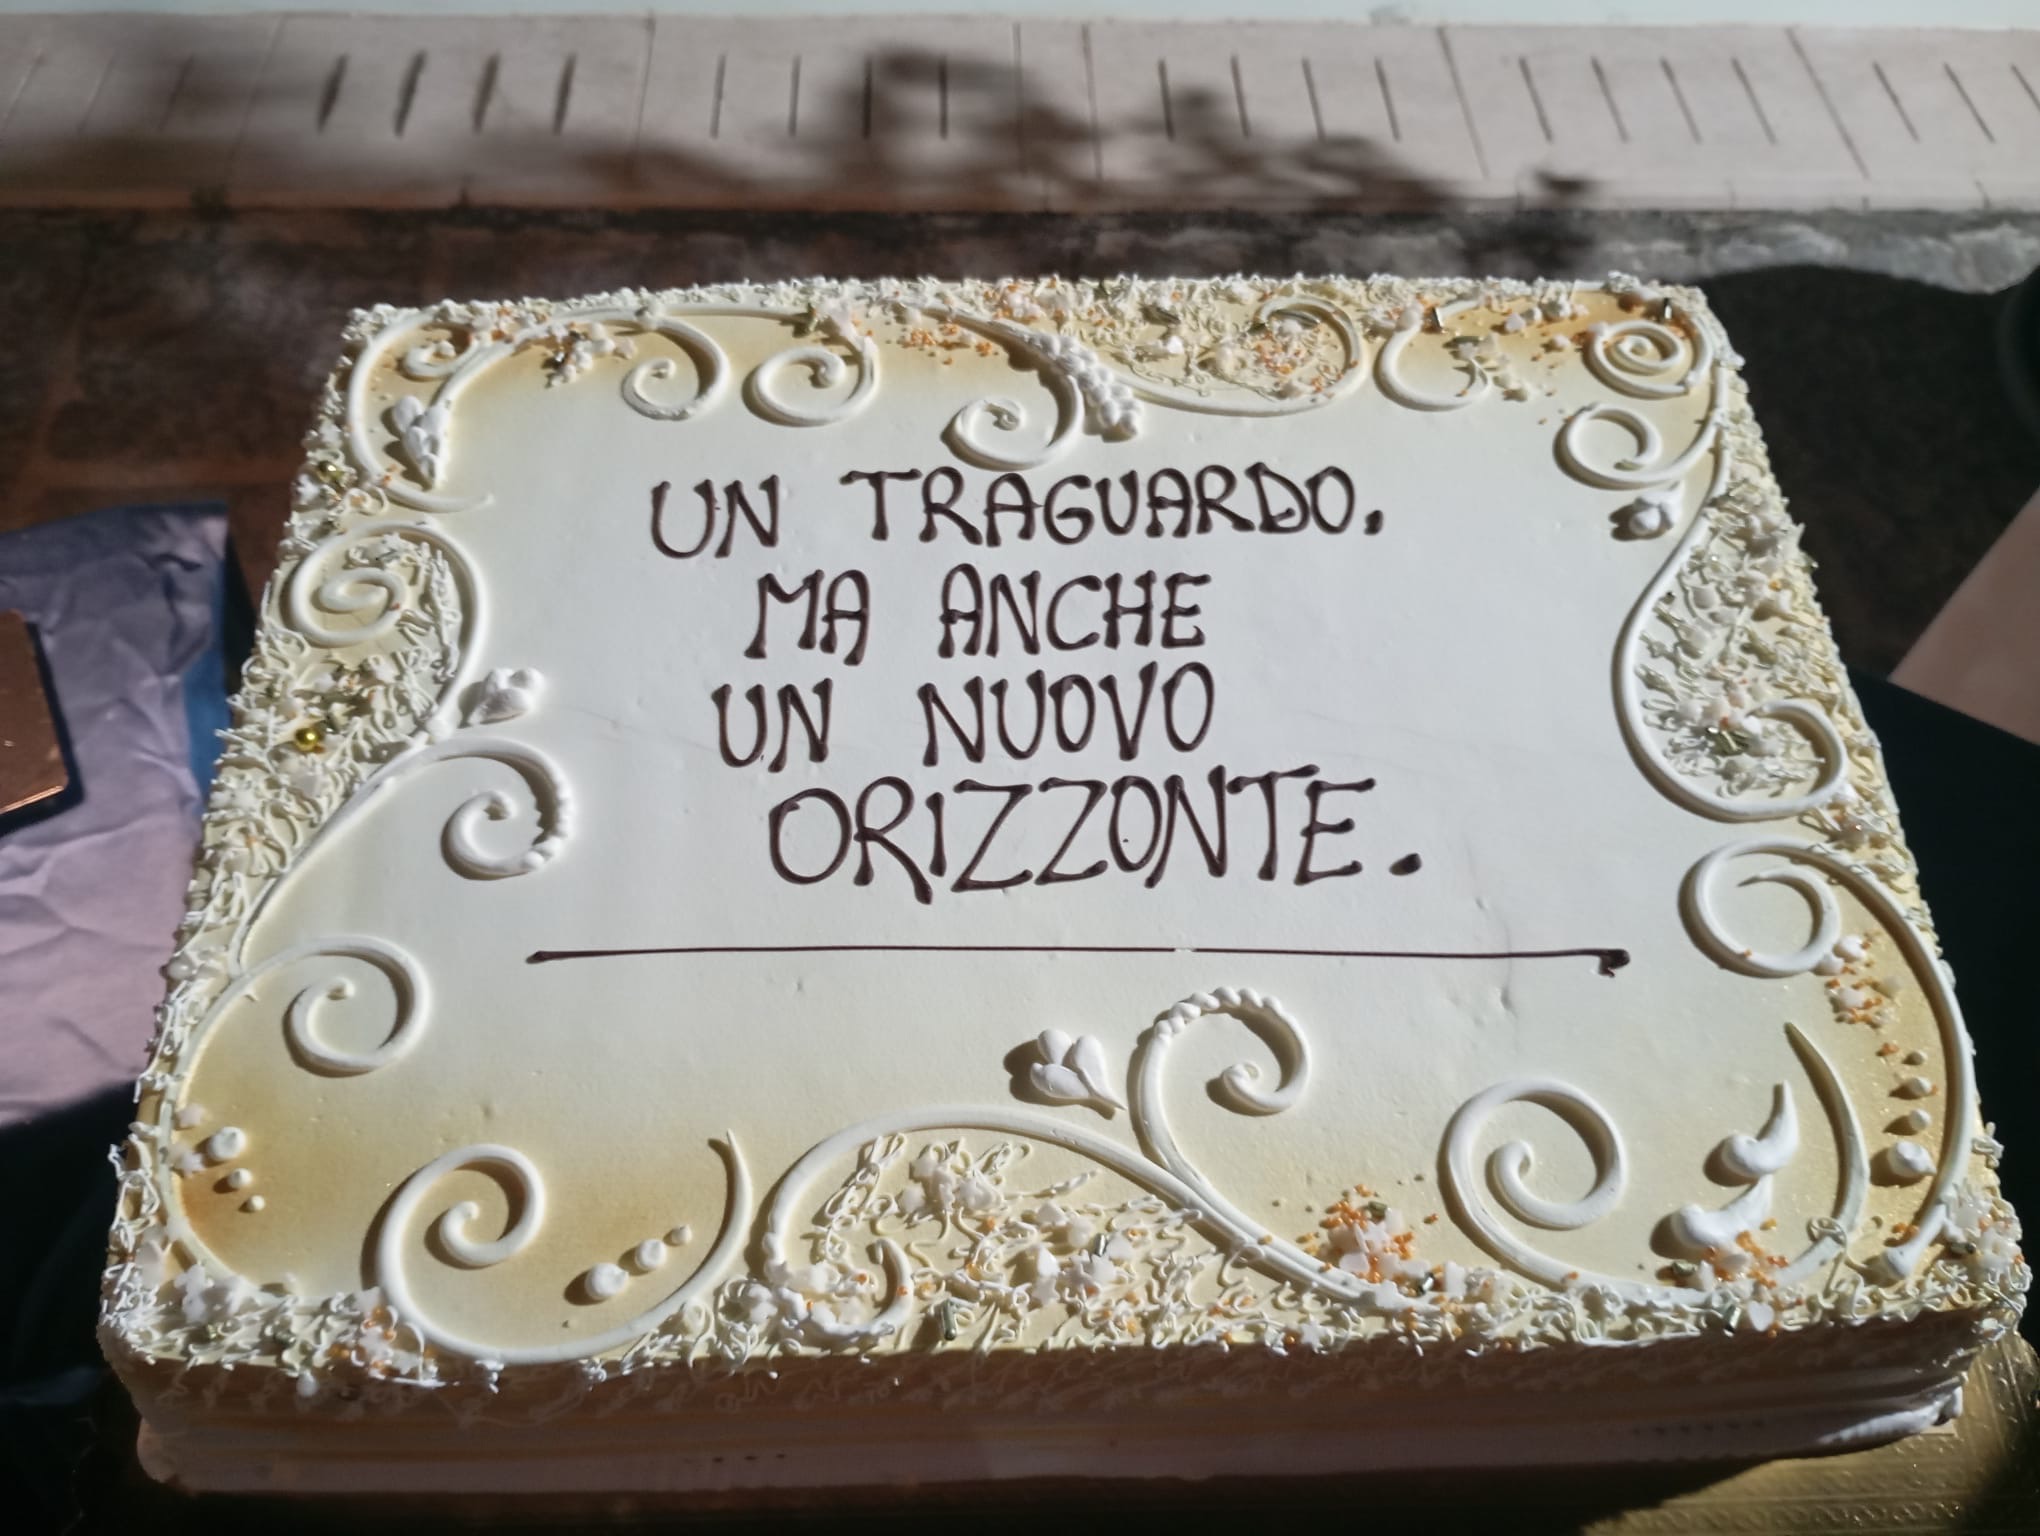 UN TRAGUARDO.
MA ANCHE
UN NUOVO
ORIZZONTE.